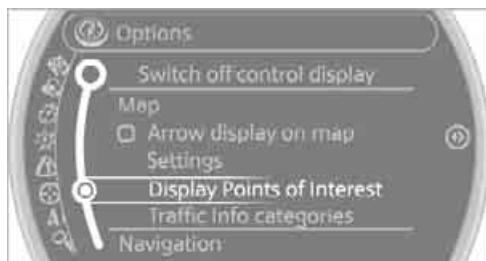 Options
Switch off control display
Map
Arrow display on map
Settings
Display Points of Interest
Traffic Info categories
Navigation